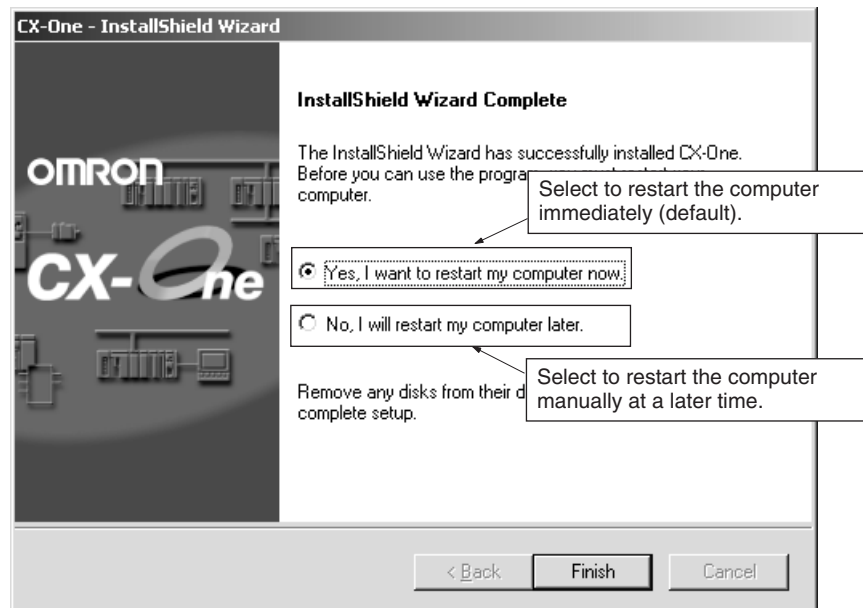 CX-One - InstallShield Wizard
OMRON
CX-One
InstallShield Wizard Complete
The InstallShield Wizard has successfully installed CX-One.
Before you can use the program,
computer.
Select to restart the computer
immediately (default).
Yes, I want to restart my computer now.
No, I will restart my computer later.
Select to restart the computer
manually at a later time.
Remove any disks from their
complete setup.
< Back
Finish
Cancel